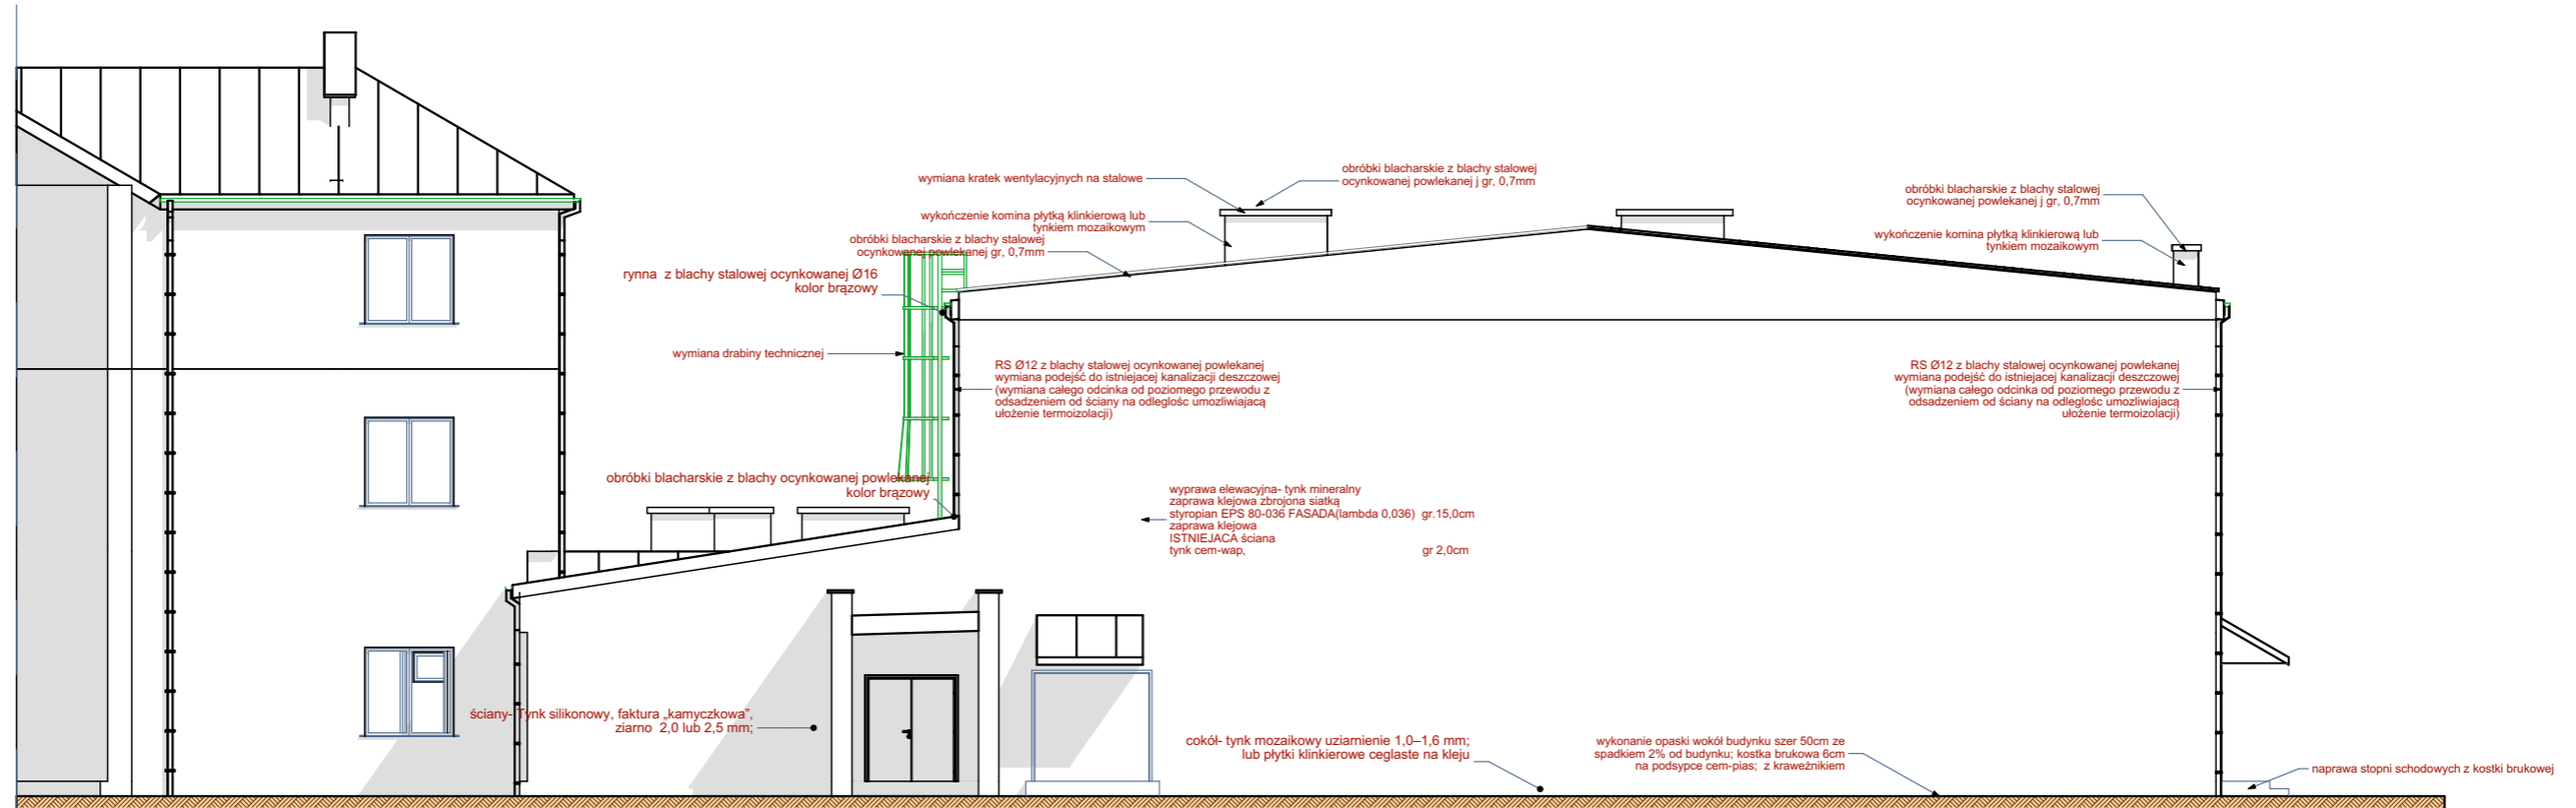 wymiana kratek wentylacyjnych na stalowe
obróbki blacharskie z blachy stalowej
ocynkowanej powlekanej j gr, 0,7mm
wykończenie komina płytką klinkierową lub
tynkiem mozaikowym
obróbki blacharskie z blachy stalowej
ocynkowanej powlekanej gr, 0,7mm
obróbki blacharskie z blachy stalowej
ocynkowanej powlekanej j gr, 0,7mm
wykończenie komina płytką klinkierową lub
tynkiem mozaikowym
rynna z blachy stalowej ocynkowanej Ø16
kolor brązowy
wymiana drabiny technicznej
RS Ø12 z blachy stalowej ocynkowanej powlekanej
wymiana podejść do istniejacej kanalizacji deszczowej
(wymiana całego odcinka od poziomego przewodu z
odsadzeniem od ściany na odleglośc umozliwiajacą
ułożenie termoizolacji)
RS Ø12 z blachy stalowej ocynkowanej powlekanej
wymiana podejść do istniejacej kanalizacji deszczowej
(wymiana całego odcinka od poziomego przewodu z
odsadzeniem od ściany na odleglośc umozliwiajacą
ułożenie termoizolacji)
obróbki blacharskie z blachy ocynkowanej powlekanej
kolor brązowy
wyprawa elewacyjna- tynk mineralny
zaprawa klejowa zbrojona siatką
styropian EPS 80-036 FASADA(lambda 0,036) gr.15,0cm
zaprawa klejowa
ISTNIEJACA ściana
tynk cem-wap, gr 2,0cm
ściany- Tynk silikonowy, faktura „kamyczkowa”,
ziarno 2,0 lub 2,5 mm;
cokół- tynk mozaikowy uziarnienie 1,0–1,6 mm;
lub płytki klinkierowe ceglaste na kleju
wykonanie opaski wokół budynku szer 50cm ze
spadkiem 2% od budynku; kostka brukowa 6cm
na podsypce cem-pias; z kraweżnikiem
naprawa stopni schodowych z kostki brukowej